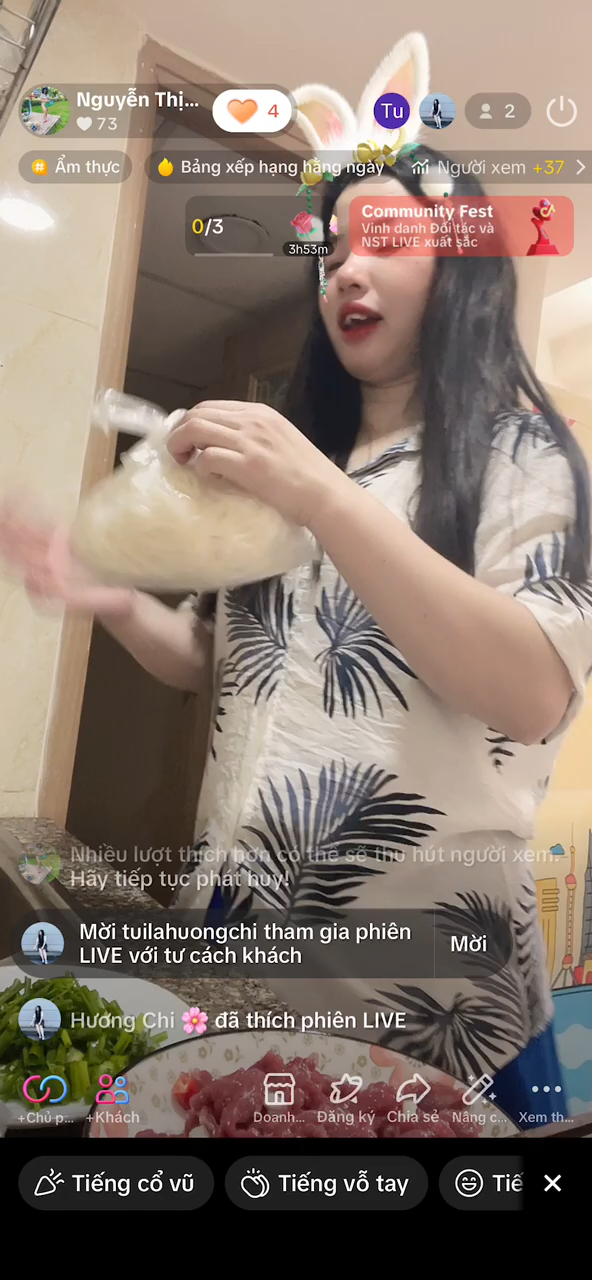 Nguyễn Thị...
73
4
Tu
2
Ẩm thực
Bảng xếp hạng hằng ngày
Người xem +37
0/3
3h53m
Community Fest
Vinh danh Đối tác và
NST LIVE xuất sắc
Nhiều lượt thích hơn có thể sẽ thu hút người xem.
Hãy tiếp tục phát huy!
Mời tuilahuongchi tham gia phiên
LIVE với tư cách khách
Mời
Hương Chi 🌸 đã thích phiên LIVE
+Chủ p...
+Khách
Doanh...
Đăng ký
Chia sẻ
Nâng c...
Xem th...
Tiếng cổ vũ
Tiếng vỗ tay
Tiế